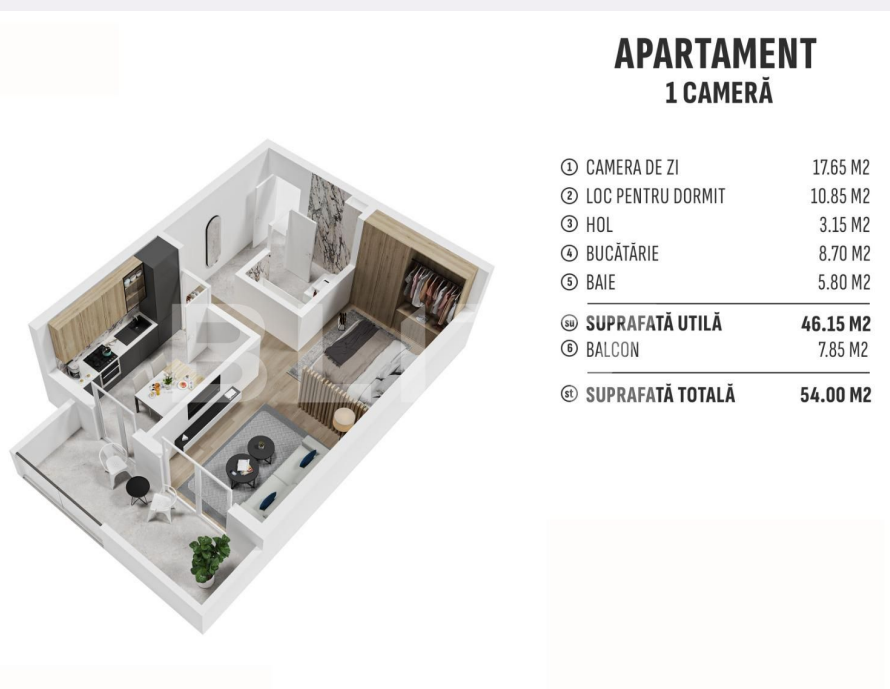 APARTAMENT
1 CAMERĂ
1 CAMERA DE ZI 17.65 M2
2 LOC PENTRU DORMIT 10.85 M2
3 HOL 3.15 M2
4 BUCĂTĂRIE 8.70 M2
5 BAIE 5.80 M2
su SUPRAFATĂ UTILĂ 46.15 M2
6 BALCON 7.85 M2
st SUPRAFATĂ TOTALĂ 54.00 M2